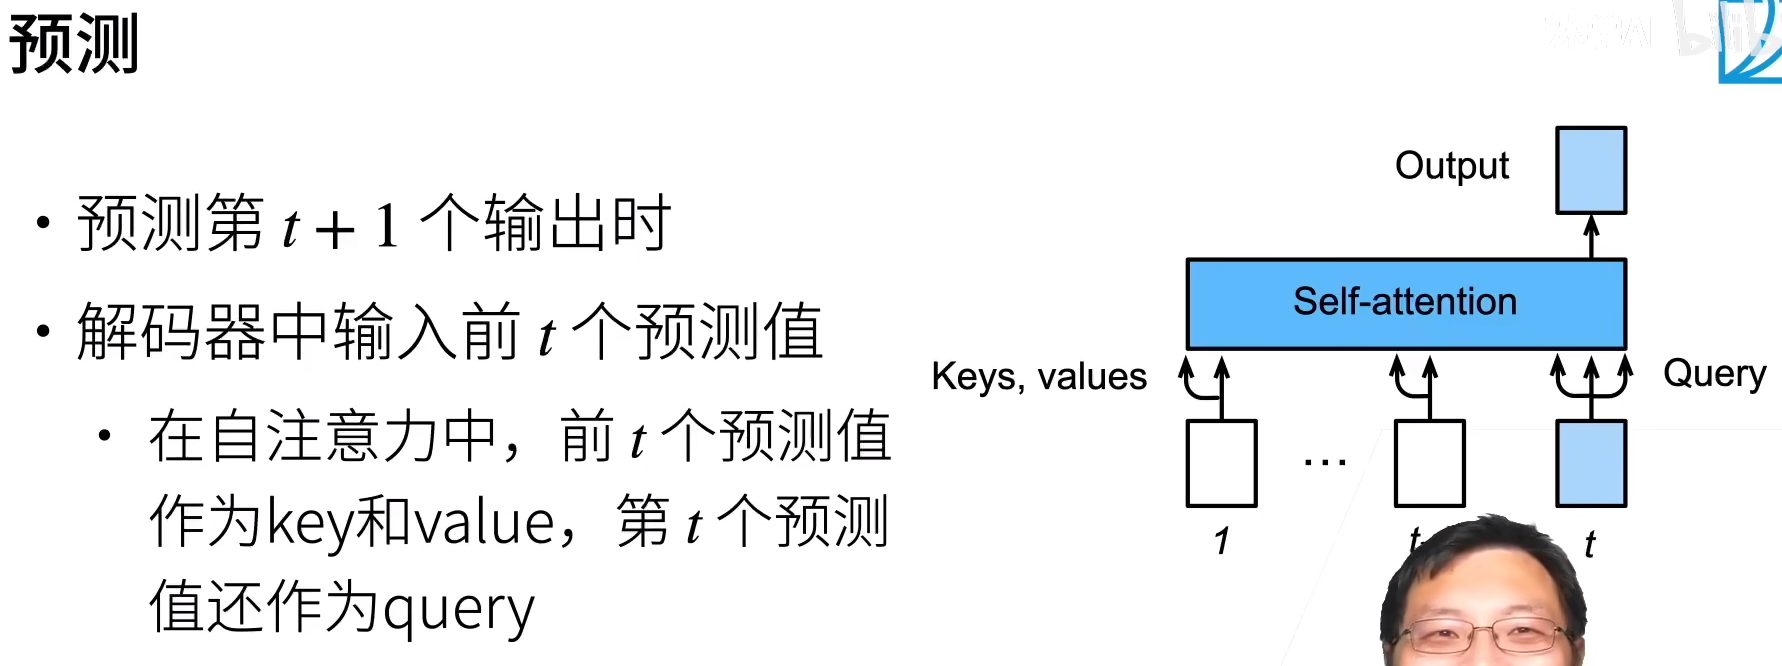 预测
• 预测第 t + 1 个输出时
• 解码器中输入前 t 个预测值
• 在自注意力中，前 t 个预测值
作为key和value，第 t 个预测
值还作为query
Output
Self-attention
Keys, values
Query
...
1
t